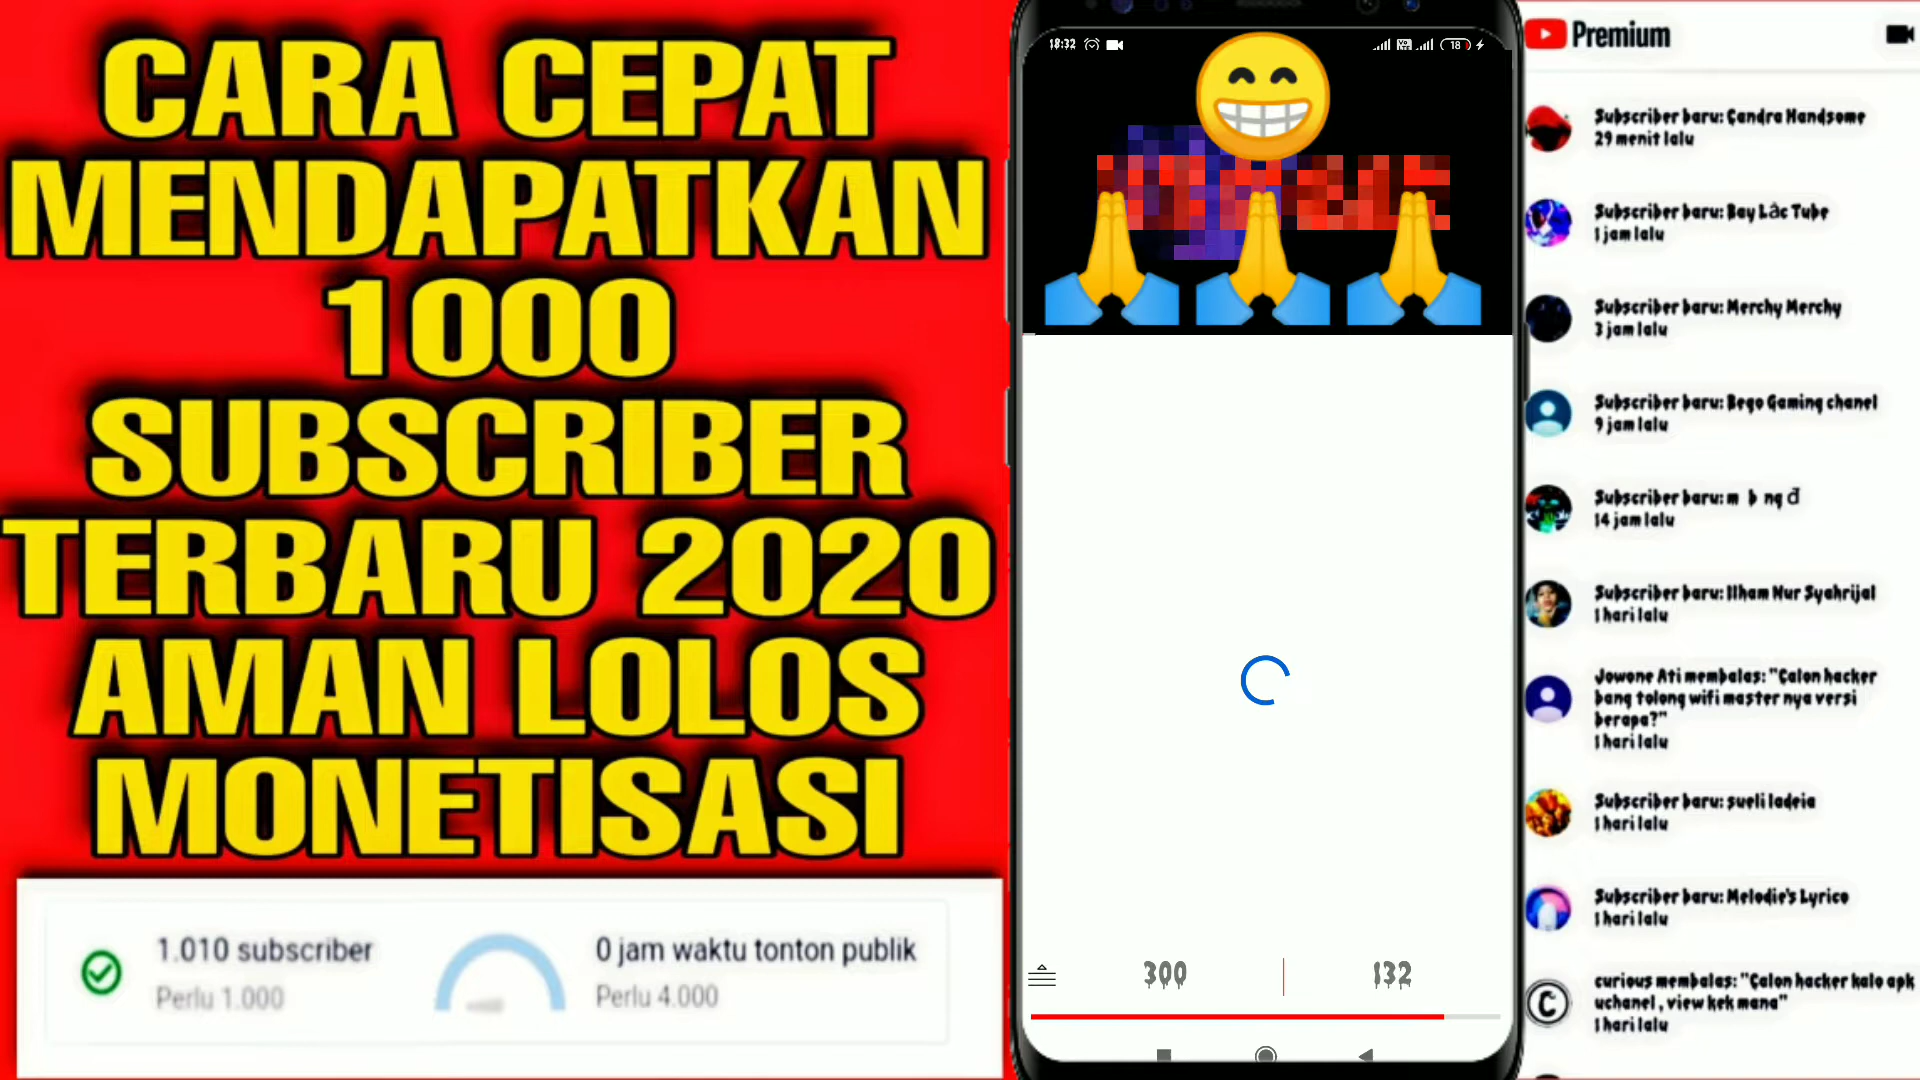 CARA CEPAT
MENDAPATKAN
1000
SUBSCRIBER
TERBARU 2020
AMAN LOLOS
MONETISASI
1.010 subscriber
Perlu 1.000
0 jam waktu tonton publik
Perlu 4.000
18:32
18
300
132
Premium
Subscriber baru: Candra Handsome
29 menit lalu
Subscriber baru: Bay Lắc Tube
1 jam lalu
Subscriber baru: Merchy Merchy
3 jam lalu
Subscriber baru: Bego Gaming chanel
9 jam lalu
Subscriber baru: m b ng đ
14 jam lalu
Subscriber baru: Ilham Nur Syahrijal
1 hari lalu
Jowone Ati membalas: "Calon hacker
bang tolong wifi master nya versi
berapa?"
1 hari lalu
Subscriber baru: sueli ladeia
1 hari lalu
Subscriber baru: Melodie's Lyrico
1 hari lalu
curious membalas: "Calon hacker kalo apk
uchanel , view kek mana"
1 hari lalu